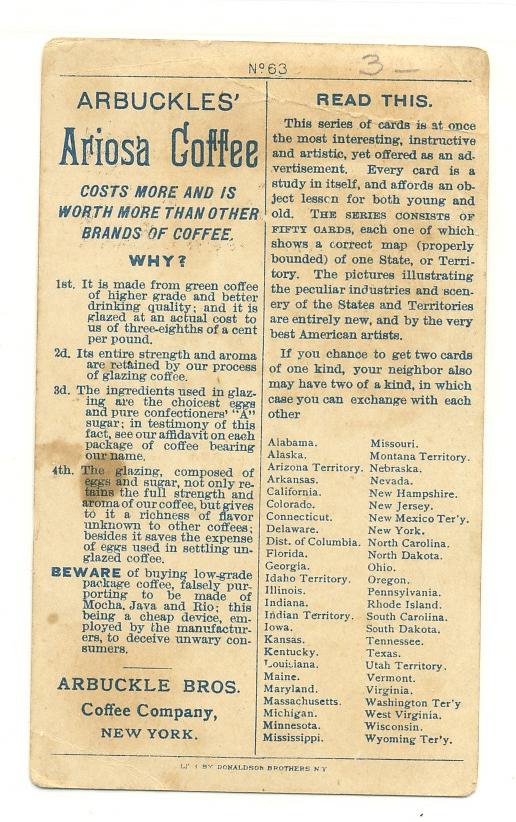 Nº 63
3 –
ARBUCKLES'
Ariosa Coffee
COSTS MORE AND IS
WORTH MORE THAN OTHER
BRANDS OF COFFEE.
WHY?
1st. It is made from green coffee
of higher grade and better
drinking quality; and it is
glazed at an actual cost to
us of three-eighths of a cent
per pound.
2d. Its entire strength and aroma
are retained by our process
of glazing coffee.
3d. The ingredients used in glaz-
ing are the choicest eggs
and pure confectioners' "A"
sugar; in testimony of this
fact, see our affidavit on each
package of coffee bearing
our name.
4th. The glazing, composed of
eggs and sugar, not only re-
tains the full strength and
aroma of our coffee, but gives
to it a richness of flavor
unknown to other coffees;
besides it saves the expense
of eggs used in settling un-
glazed coffee.
BEWARE of buying low-grade
package coffee, falsely pur-
porting to be made of
Mocha, Java and Rio; this
being a cheap device, em-
ployed by the manufactur-
ers, to deceive unwary con-
sumers.
ARBUCKLE BROS.
Coffee Company,
NEW YORK.
READ THIS.
This series of cards is at once
the most interesting, instructive
and artistic, yet offered as an ad-
vertisement. Every card is a
study in itself, and affords an ob-
ject lesson for both young and
old. THE SERIES CONSISTS OF
FIFTY CARDS, each one of which
shows a correct map (properly
bounded) of one State, or Terri-
tory. The pictures illustrating
the peculiar industries and scen-
ery of the States and Territories
are entirely new, and by the very
best American artists.
If you chance to get two cards
of one kind, your neighbor also
may have two of a kind, in which
case you can exchange with each
other
Alabama.
Alaska.
Arizona Territory.
Arkansas.
California.
Colorado.
Connecticut.
Delaware.
Dist. of Columbia.
Florida.
Georgia.
Idaho Territory.
Illinois.
Indiana.
Indian Territory.
Iowa.
Kansas.
Kentucky.
Louisiana.
Maine.
Maryland.
Massachusetts.
Michigan.
Minnesota.
Mississippi.
Missouri.
Montana Territory.
Nebraska.
Nevada.
New Hampshire.
New Jersey.
New Mexico Ter'y.
New York.
North Carolina.
North Dakota.
Ohio.
Oregon.
Pennsylvania.
Rhode Island.
South Carolina.
South Dakota.
Tennessee.
Texas.
Utah Territory.
Vermont.
Virginia.
Washington Ter'y
West Virginia.
Wisconsin.
Wyoming Ter'y.
BY DONALDSON BROTHERS N.Y